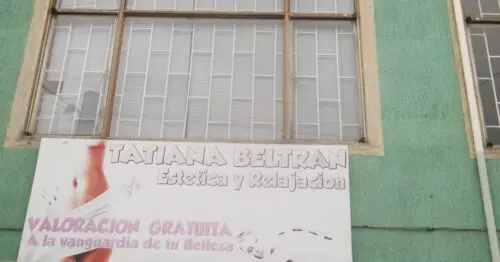 TATIANA BELTRAN
Estetica y Relajacion
VALORACION GRATUITA
A la vanguardia de tu Belleza